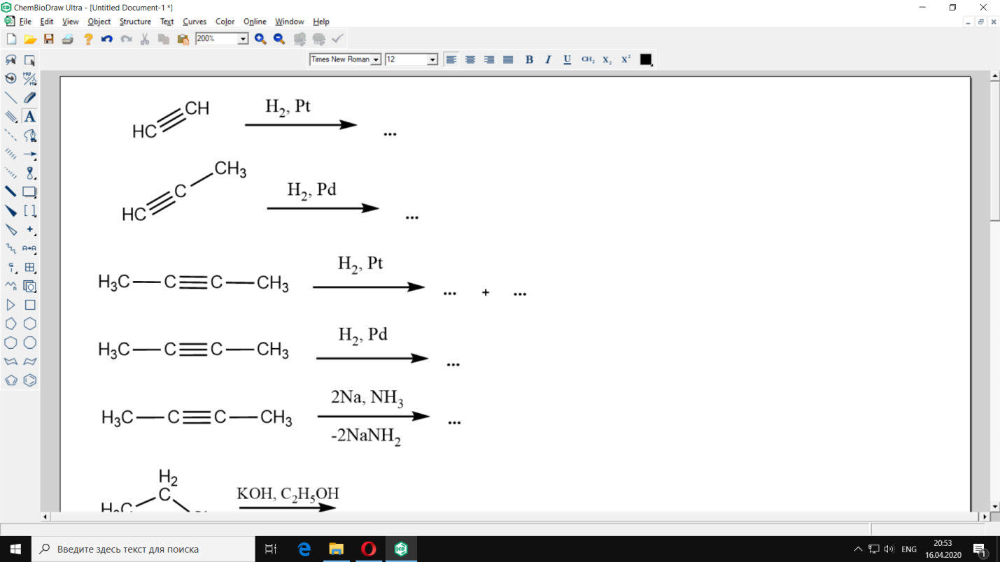 ChemBioDraw Ultra - [Untitled Document-1 *]
File Edit View Object Structure Text Curves Color Online Window Help
200%
Times New Roman 12 B I U CH₂ X₂ X²
HC CH H₂, Pt ...
HC C CH₃ H₂, Pd ...
H₃C C C CH₃ H₂, Pt ... + ...
H₃C C C CH₃ H₂, Pd ...
H₃C C C CH₃ 2Na, NH₃ ...
-2NaNH₂
H₂
C KOH, C₂H₅OH
H₃C
Введите здесь текст для поиска
ENG
20:53
16.04.2020
1